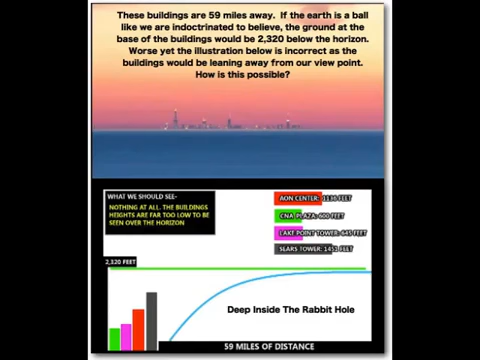 These buildings are 59 miles away. If the earth is a ball
like we are indoctrinated to believe, the ground at the
base of the buildings would be 2,320 below the horizon.
Worse yet the illustration below is incorrect as the
buildings would be leaning away from our view point.
How is this possible?
WHAT WE SHOULD SEE-
NOTHING AT ALL. THE BUILDINGS
HEIGHTS ARE FAR TOO LOW TO BE
SEEN OVER THE HORIZON
AON CENTER: 1136 FEET
CNA PLAZA: 600 FEET
LAKE POINT TOWER: 645 FEET
SEARS TOWER: 1451 FEET
2,320 FEET
Deep Inside The Rabbit Hole
59 MILES OF DISTANCE